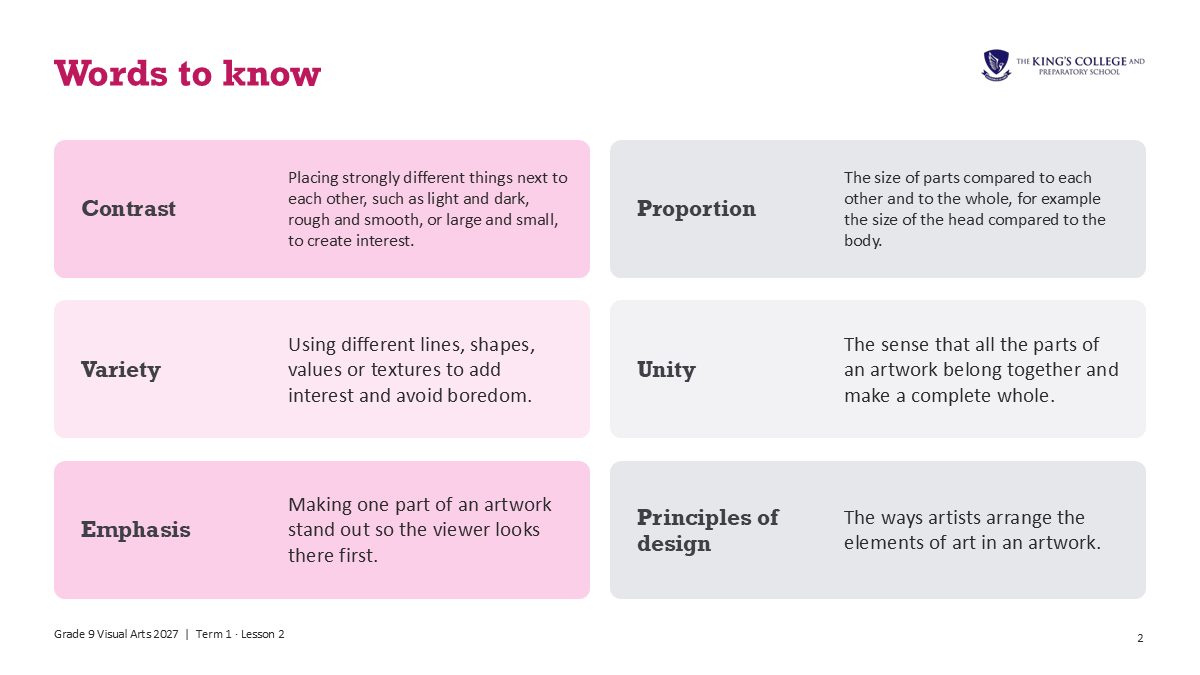 Words to know
THE KING'S COLLEGE AND
PREPARATORY SCHOOL
Contrast
Placing strongly different things next to
each other, such as light and dark,
rough and smooth, or large and small,
to create interest.
Proportion
The size of parts compared to each
other and to the whole, for example
the size of the head compared to the
body.
Variety
Using different lines, shapes,
values or textures to add
interest and avoid boredom.
Unity
The sense that all the parts of
an artwork belong together and
make a complete whole.
Emphasis
Making one part of an artwork
stand out so the viewer looks
there first.
Principles of
design
The ways artists arrange the
elements of art in an artwork.
Grade 9 Visual Arts 2027 | Term 1 · Lesson 2
2